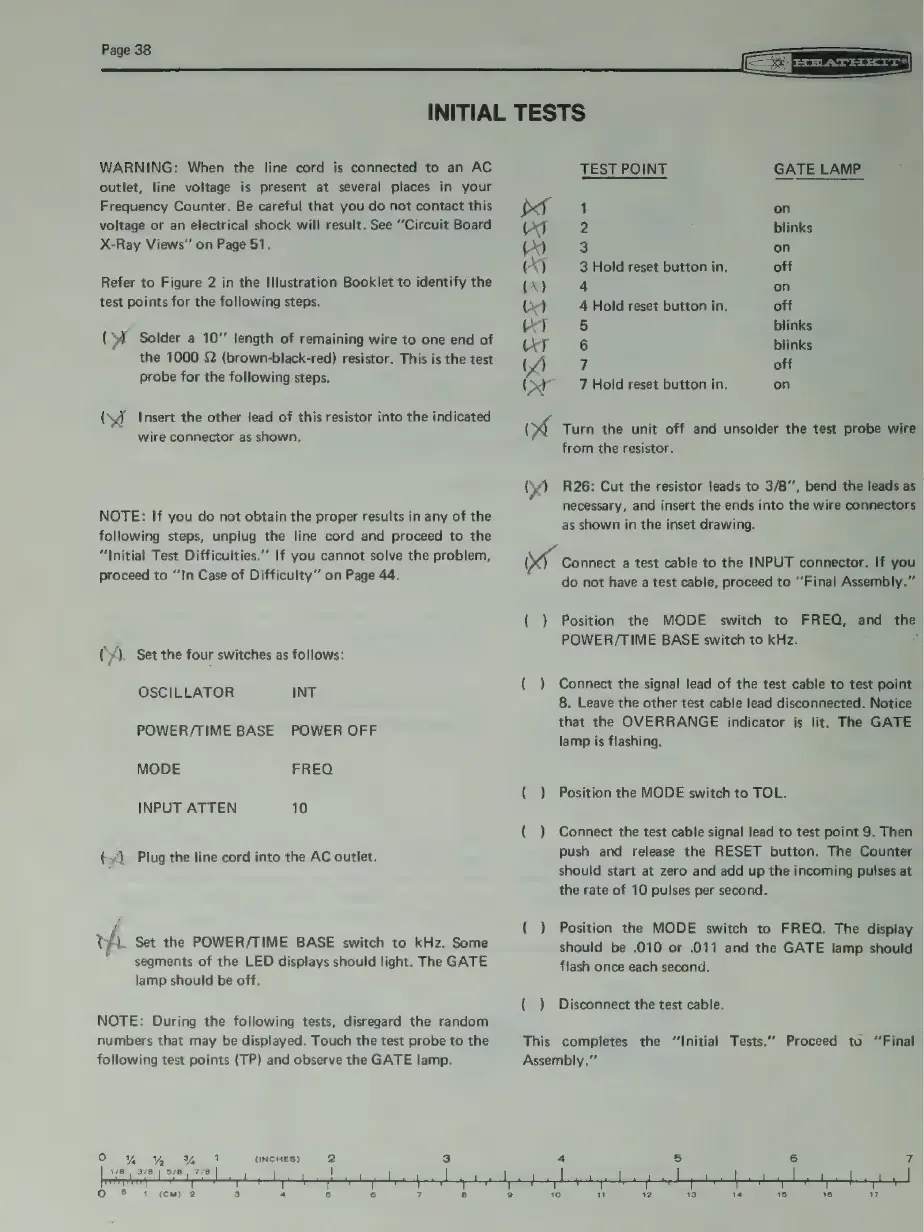 Page 38
HEATHKIT®
INITIAL TESTS
WARNING: When the line cord is connected to an AC
outlet, line voltage is present at several places in your
Frequency Counter. Be careful that you do not contact this
voltage or an electrical shock will result. See "Circuit Board
X-Ray Views" on Page 51.
Refer to Figure 2 in the Illustration Booklet to identify the
test points for the following steps.
(X) Solder a 10" length of remaining wire to one end of
the 1000 Ω (brown-black-red) resistor. This is the test
probe for the following steps.
(X) Insert the other lead of this resistor into the indicated
wire connector as shown.
NOTE: If you do not obtain the proper results in any of the
following steps, unplug the line cord and proceed to the
"Initial Test Difficulties." If you cannot solve the problem,
proceed to "In Case of Difficulty" on Page 44.
(X) Set the four switches as follows:
OSCILLATOR INT
POWER/TIME BASE POWER OFF
MODE FREQ
INPUT ATTEN 10
(X) Plug the line cord into the AC outlet.
(X) Set the POWER/TIME BASE switch to kHz. Some
segments of the LED displays should light. The GATE
lamp should be off.
NOTE: During the following tests, disregard the random
numbers that may be displayed. Touch the test probe to the
following test points (TP) and observe the GATE lamp.
TEST POINT GATE LAMP
(X) 1 on
(X) 2 blinks
(X) 3 on
(X) 3 Hold reset button in. off
(X) 4 on
(X) 4 Hold reset button in. off
(X) 5 blinks
(X) 6 blinks
(X) 7 off
(X) 7 Hold reset button in. on
(X) Turn the unit off and unsolder the test probe wire
from the resistor.
(X) R26: Cut the resistor leads to 3/8", bend the leads as
necessary, and insert the ends into the wire connectors
as shown in the inset drawing.
(X) Connect a test cable to the INPUT connector. If you
do not have a test cable, proceed to "Final Assembly."
( ) Position the MODE switch to FREQ, and the
POWER/TIME BASE switch to kHz.
( ) Connect the signal lead of the test cable to test point
8. Leave the other test cable lead disconnected. Notice
that the OVERRANGE indicator is lit. The GATE
lamp is flashing.
( ) Position the MODE switch to TOL.
( ) Connect the test cable signal lead to test point 9. Then
push and release the RESET button. The Counter
should start at zero and add up the incoming pulses at
the rate of 10 pulses per second.
( ) Position the MODE switch to FREQ. The display
should be .010 or .011 and the GATE lamp should
flash once each second.
( ) Disconnect the test cable.
This completes the "Initial Tests." Proceed to "Final
Assembly."
0 1/4 1/2 3/4 1 (INCHES) 2 3 4 5 6 7
1/8 3/8 5/8 7/8
0 5 1 (CM) 2 3 4 5 6 7 8 9 10 11 12 13 14 15 16 17